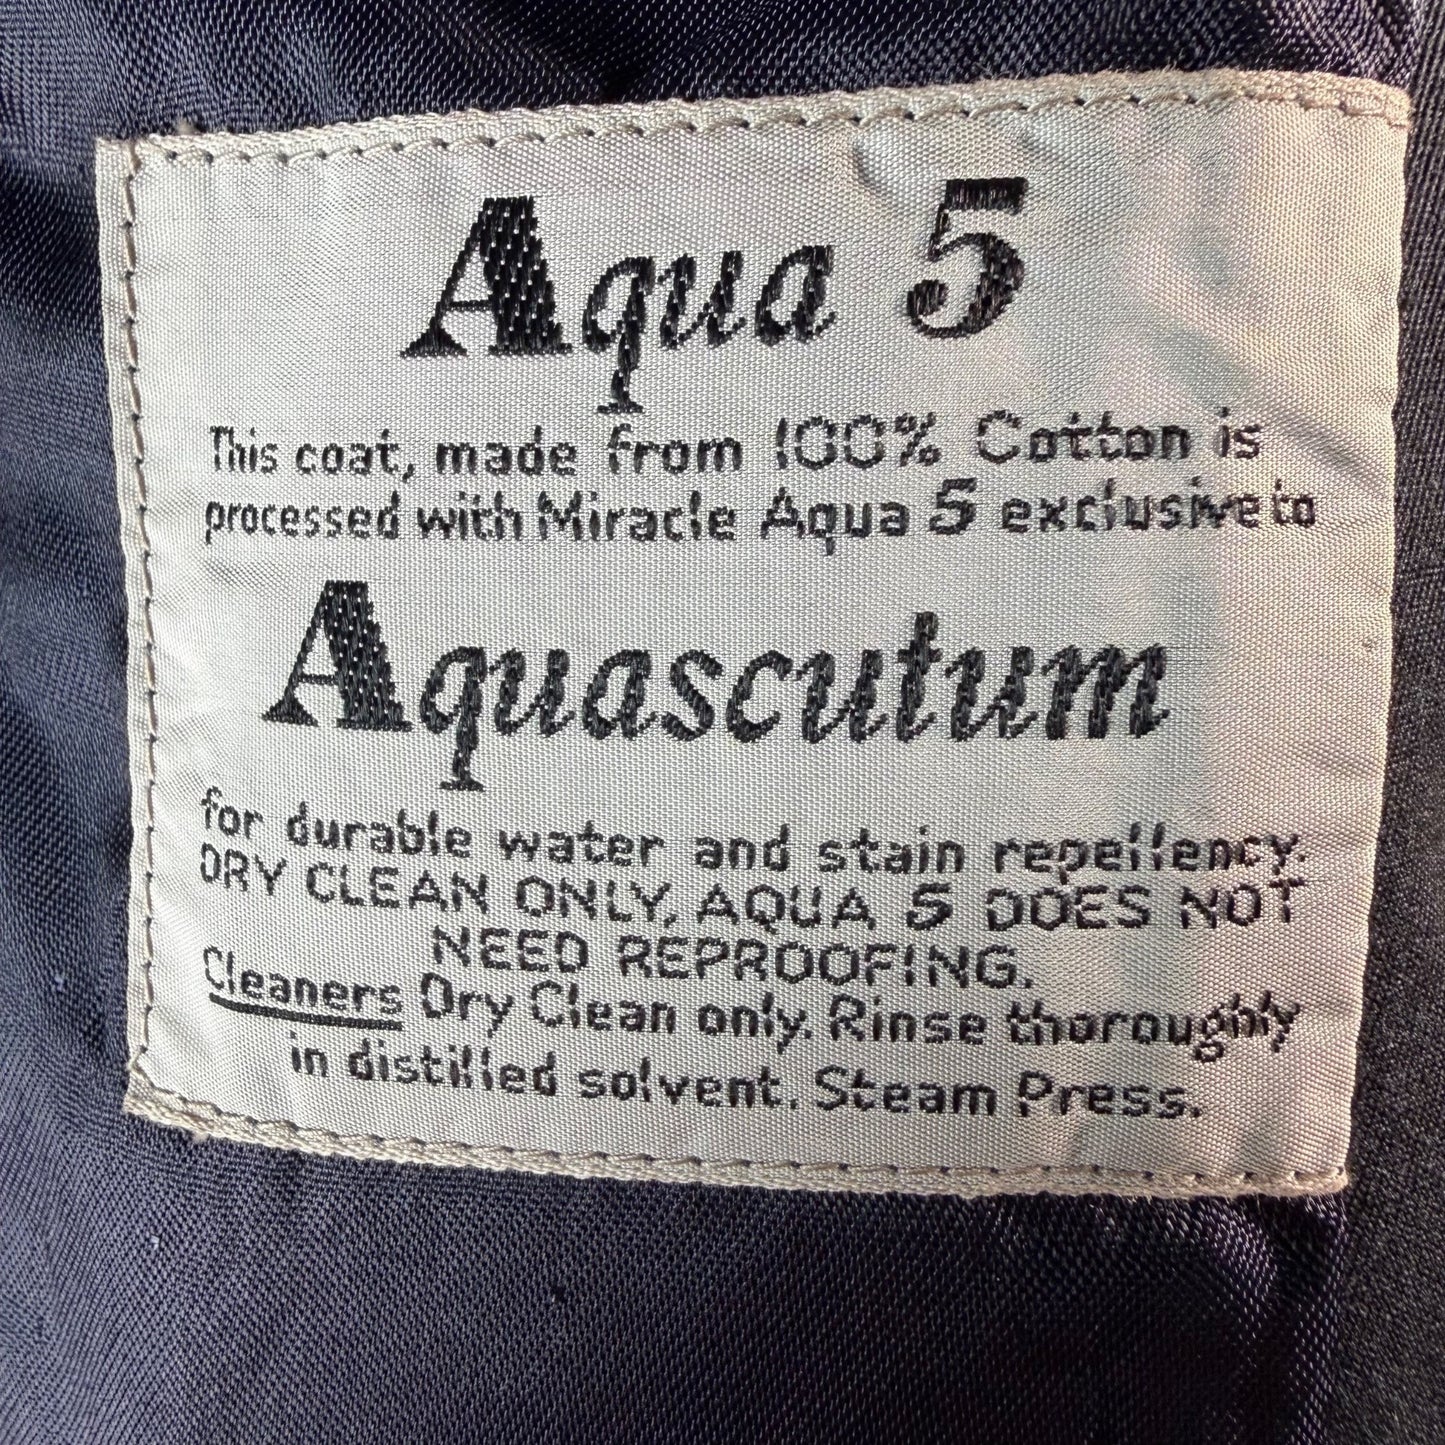 Aqua 5
This coat, made from 100% Cotton is
processed with Miracle Aqua 5 exclusive to
Aquascutum
for durable water and stain repellency.
DRY CLEAN ONLY, AQUA 5 DOES NOT
NEED REPROOFING.
Cleaners Dry Clean only. Rinse thoroughly
in distilled solvent. Steam Press.